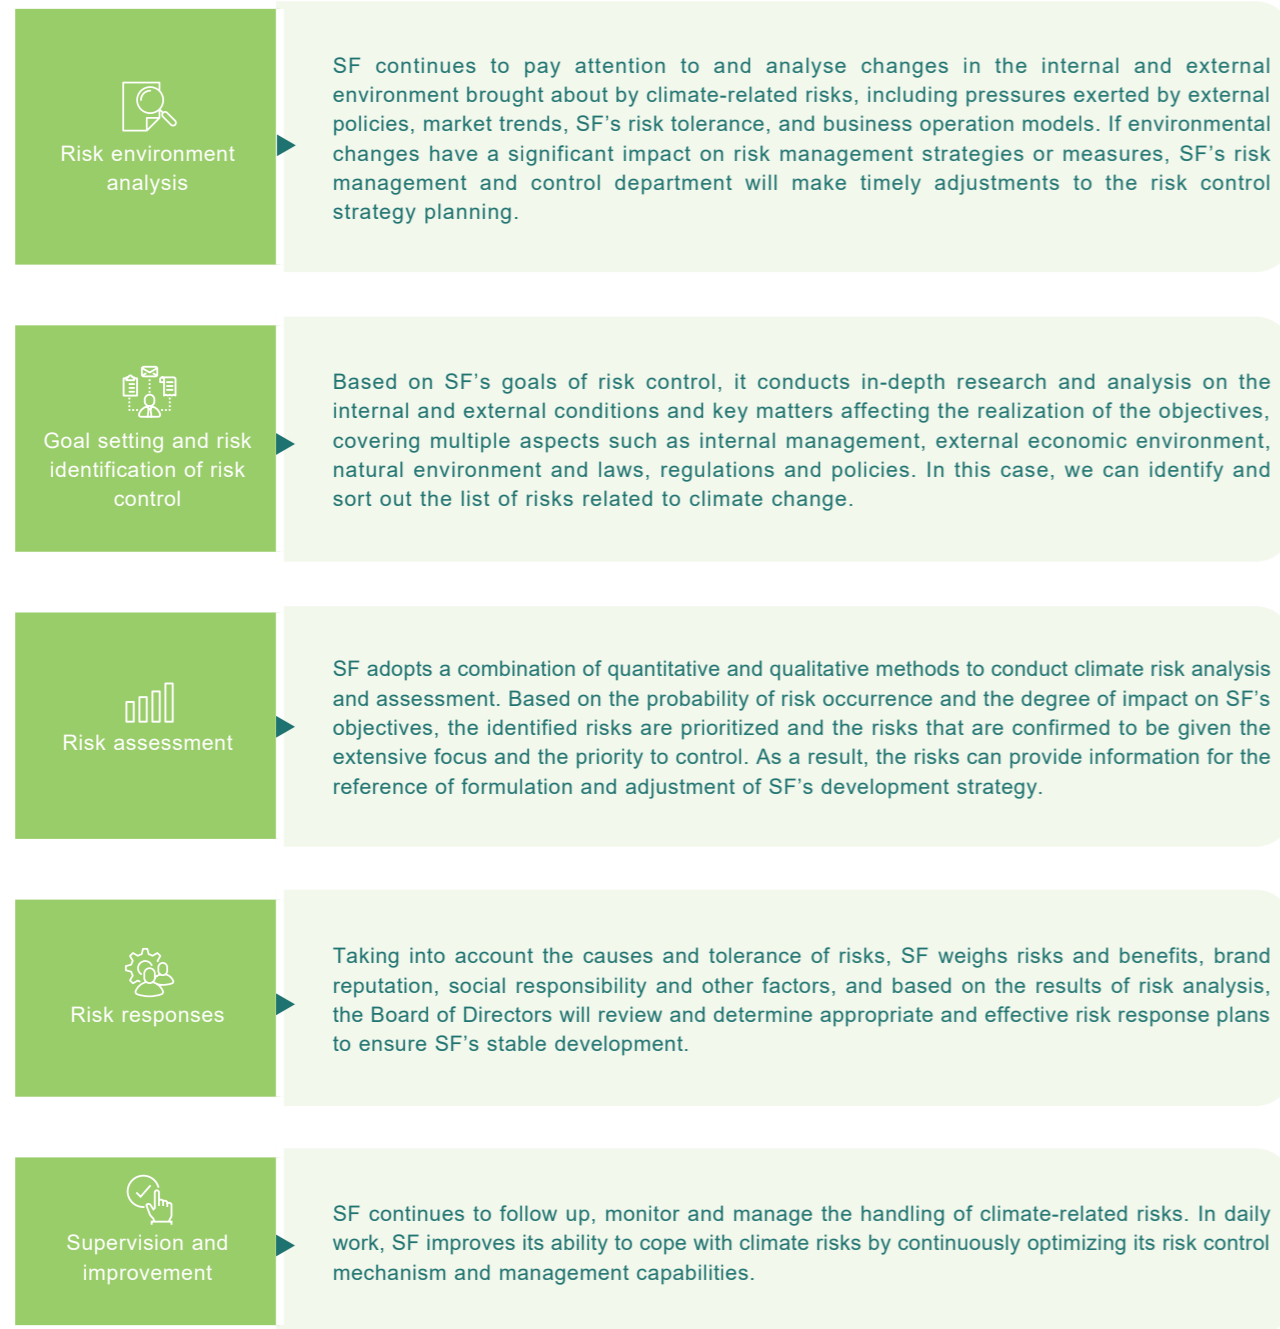 Risk environment
analysis
SF continues to pay attention to and analyse changes in the internal and external
environment brought about by climate-related risks, including pressures exerted by external
policies, market trends, SF’s risk tolerance, and business operation models. If environmental
changes have a significant impact on risk management strategies or measures, SF’s risk
management and control department will make timely adjustments to the risk control
strategy planning.
Goal setting and risk
identification of risk
control
Based on SF’s goals of risk control, it conducts in-depth research and analysis on the
internal and external conditions and key matters affecting the realization of the objectives,
covering multiple aspects such as internal management, external economic environment,
natural environment and laws, regulations and policies. In this case, we can identify and
sort out the list of risks related to climate change.
Risk assessment
SF adopts a combination of quantitative and qualitative methods to conduct climate risk analysis
and assessment. Based on the probability of risk occurrence and the degree of impact on SF’s
objectives, the identified risks are prioritized and the risks that are confirmed to be given the
extensive focus and the priority to control. As a result, the risks can provide information for the
reference of formulation and adjustment of SF’s development strategy.
Risk responses
Taking into account the causes and tolerance of risks, SF weighs risks and benefits, brand
reputation, social responsibility and other factors, and based on the results of risk analysis,
the Board of Directors will review and determine appropriate and effective risk response plans
to ensure SF’s stable development.
Supervision and
improvement
SF continues to follow up, monitor and manage the handling of climate-related risks. In daily
work, SF improves its ability to cope with climate risks by continuously optimizing its risk control
mechanism and management capabilities.